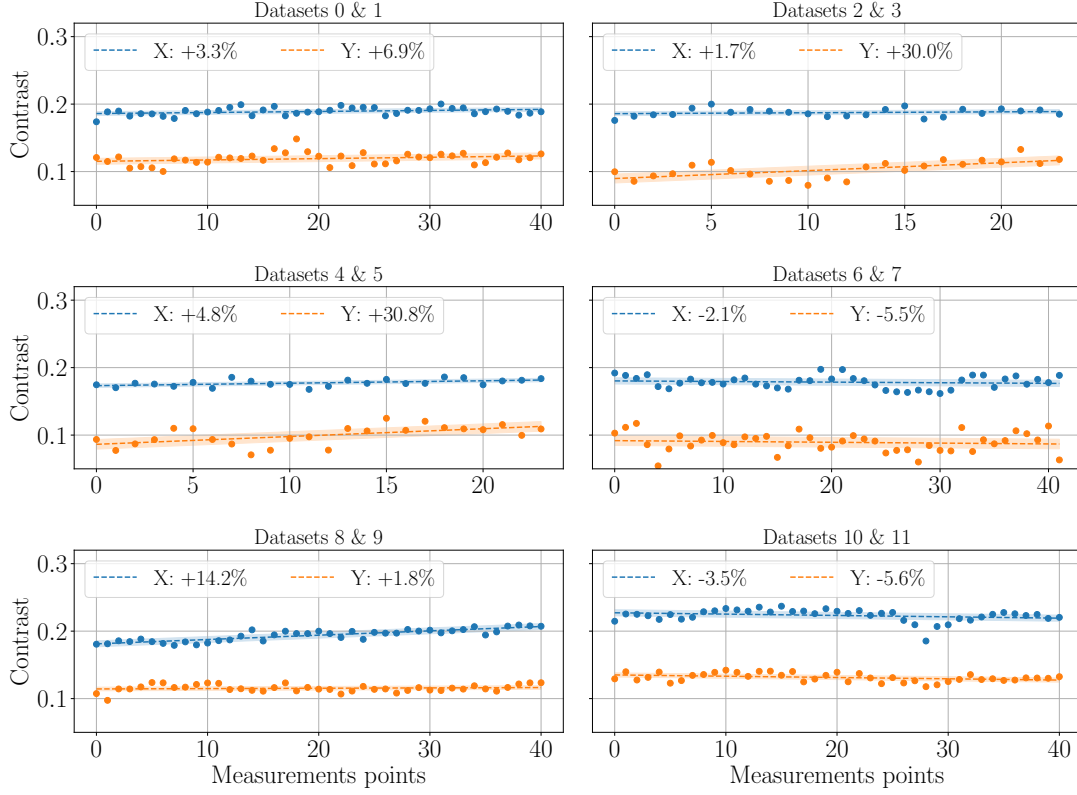 Datasets 0 & 1
Datasets 2 & 3
X: +3.3% Y: +6.9%
X: +1.7% Y: +30.0%
Contrast
0.3
0.2
0.1
0 10 20 30 40
0 5 10 15 20
Datasets 4 & 5
Datasets 6 & 7
X: +4.8% Y: +30.8%
X: -2.1% Y: -5.5%
Contrast
0.3
0.2
0.1
0 5 10 15 20
0 10 20 30 40
Datasets 8 & 9
Datasets 10 & 11
X: +14.2% Y: +1.8%
X: -3.5% Y: -5.6%
Contrast
0.3
0.2
0.1
0 10 20 30 40
0 10 20 30 40
Measurements points
Measurements points